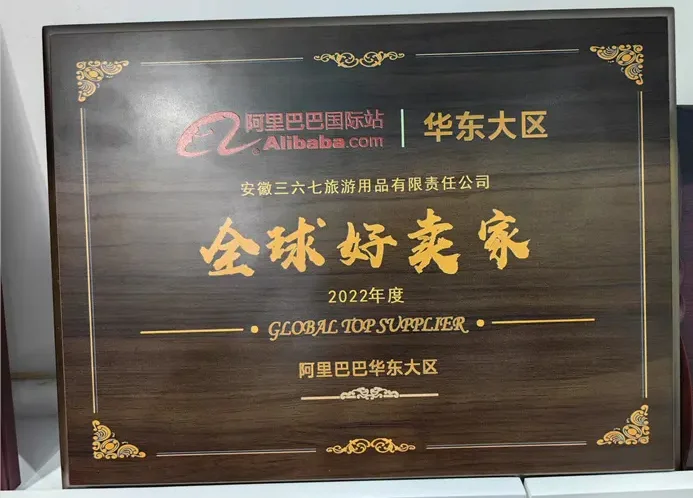 阿里巴巴国际站 | 华东大区
Alibaba.com
安徽三六七旅游用品有限责任公司
全球好卖家
2022年度
GLOBAL TOP SUPPLIER
阿里巴巴华东大区